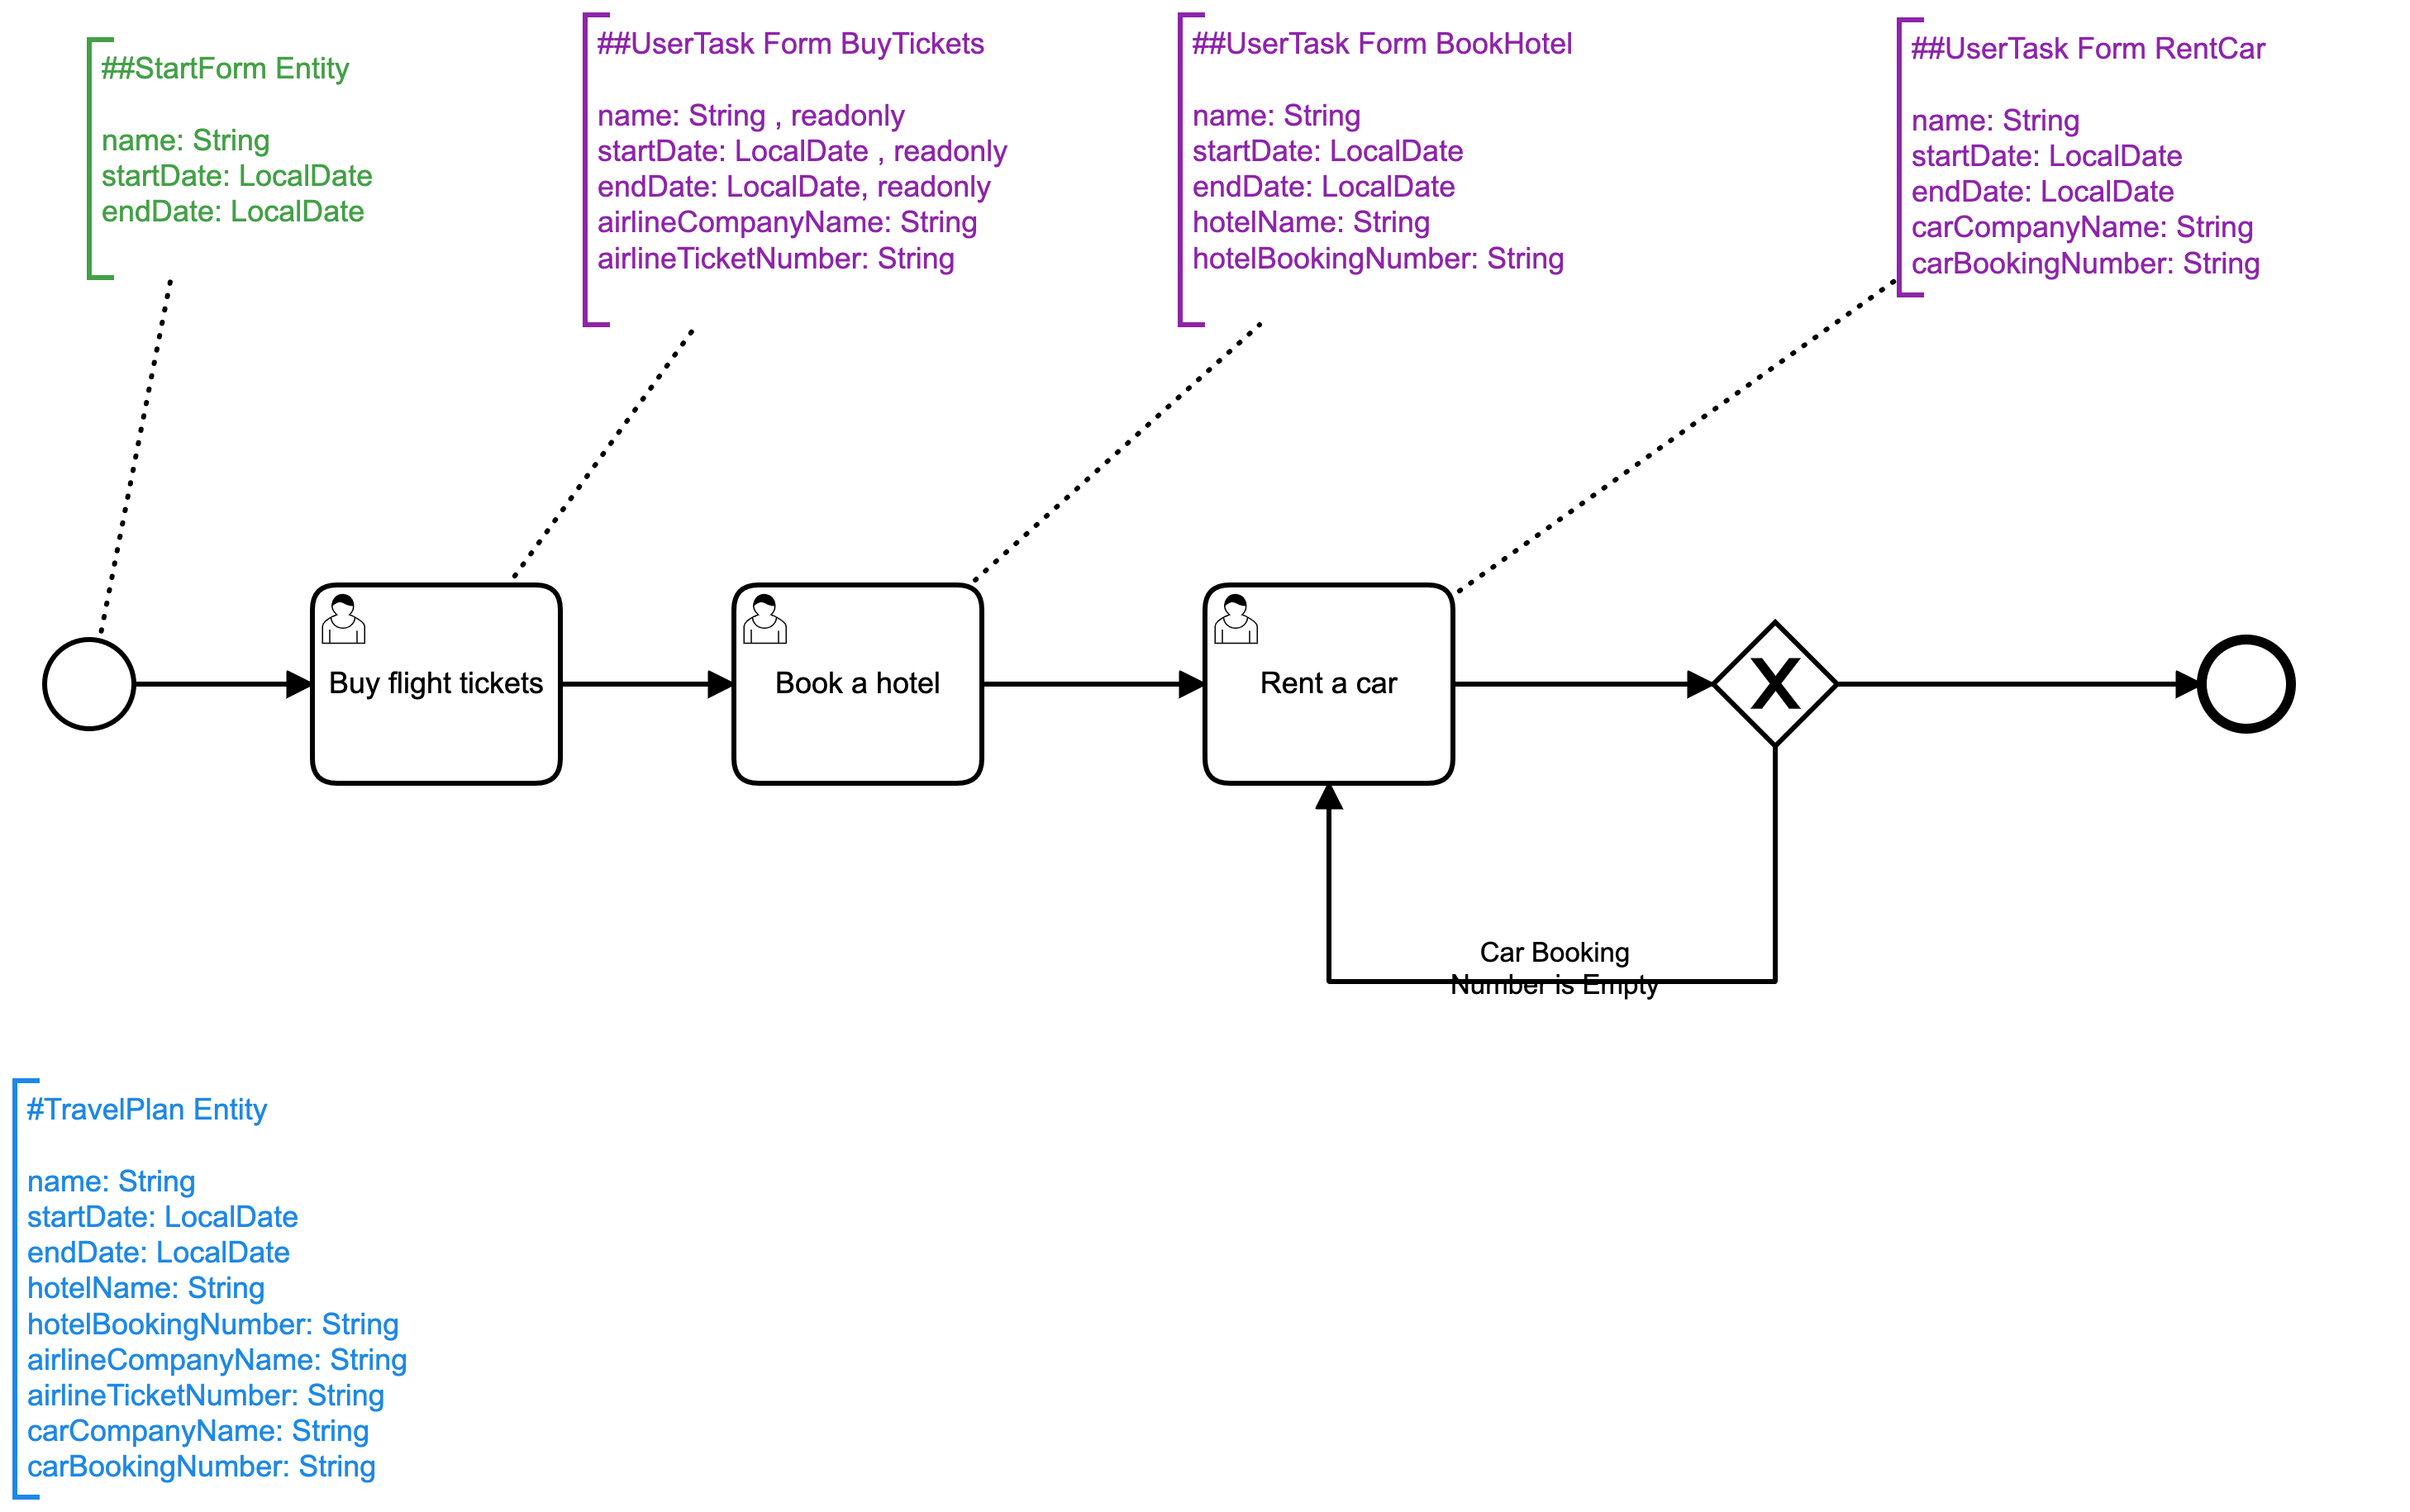 ##StartForm Entity
name: String
startDate: LocalDate
endDate: LocalDate
##UserTask Form BuyTickets
name: String , readonly
startDate: LocalDate , readonly
endDate: LocalDate, readonly
airlineCompanyName: String
airlineTicketNumber: String
##UserTask Form BookHotel
name: String
startDate: LocalDate
endDate: LocalDate
hotelName: String
hotelBookingNumber: String
##UserTask Form RentCar
name: String
startDate: LocalDate
endDate: LocalDate
carCompanyName: String
carBookingNumber: String
Buy flight tickets
Book a hotel
Rent a car
X
Car Booking
Number is Empty
#TravelPlan Entity
name: String
startDate: LocalDate
endDate: LocalDate
hotelName: String
hotelBookingNumber: String
airlineCompanyName: String
airlineTicketNumber: String
carCompanyName: String
carBookingNumber: String